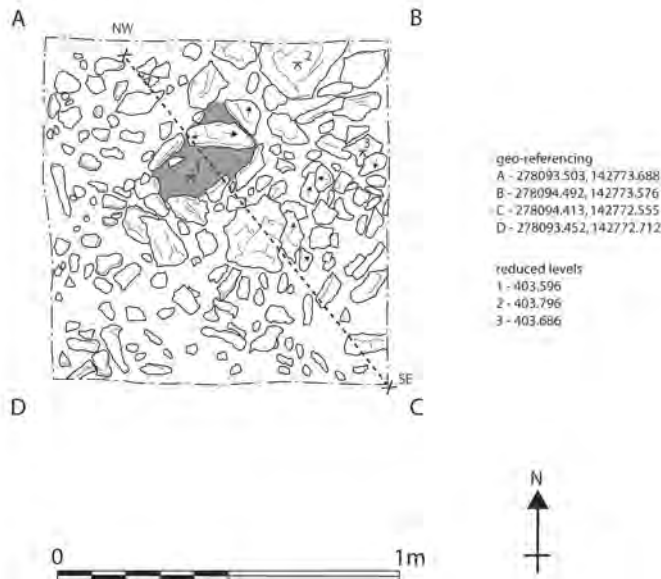 A
B
NW
2
3
1
SE
D
C
geo-referencing
A - 278093.503, 142773.688
B - 278094.492, 142773.576
C - 278094.413, 142772.555
D - 278093.452, 142772.712
reduced levels
1 - 403.596
2 - 403.796
3 - 403.686
N
0
1m